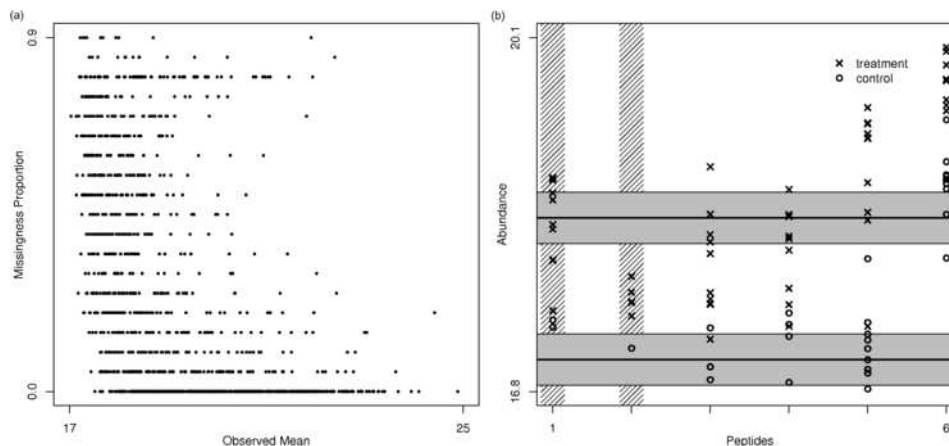 (a)
0.9
Missingness Proportion
0.0
17
Observed Mean
25
(b)
20.1
treatment
control
Abundance
16.8
1
Peptides
6